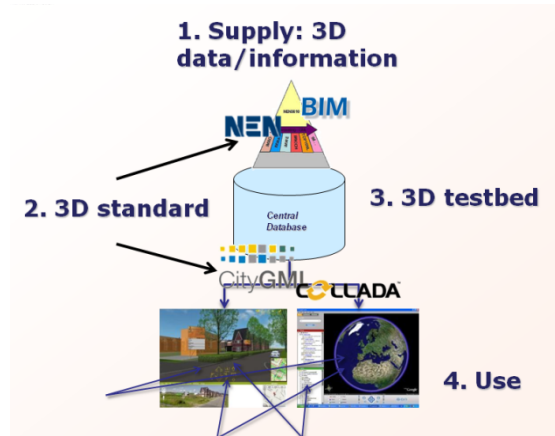 1. Supply: 3D
data/information
BIM
NEN
2. 3D standard
3. 3D testbed
Central
Database
CityGML
COLLADA
4. Use